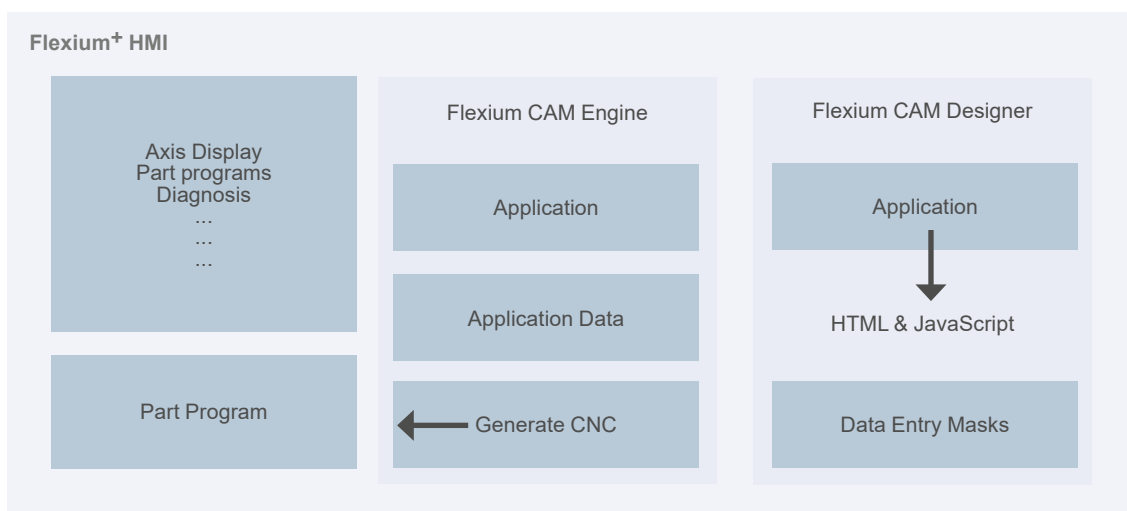 Flexium+ HMI
Axis Display
Part programs
Diagnosis
...
...
...
Part Program
Flexium CAM Engine
Application
Application Data
Generate CNC
Flexium CAM Designer
Application
HTML & JavaScript
Data Entry Masks